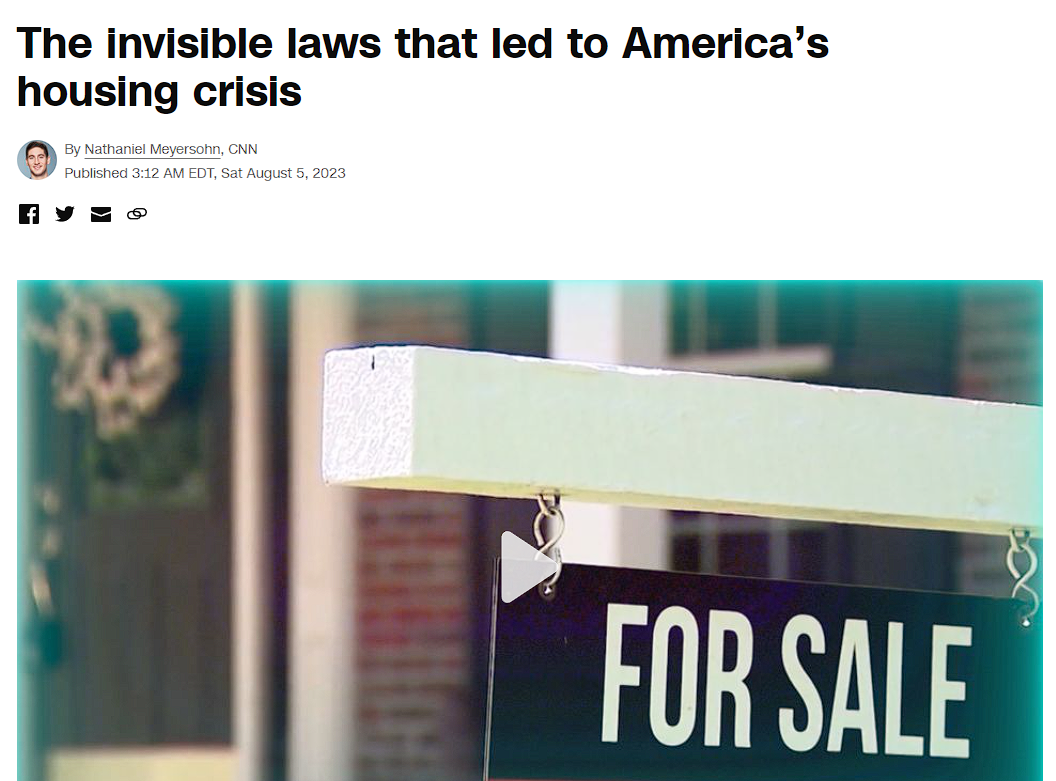 The invisible laws that led to America’s
housing crisis
By Nathaniel Meyersohn, CNN
Published 3:12 AM EDT, Sat August 5, 2023
FOR SALE